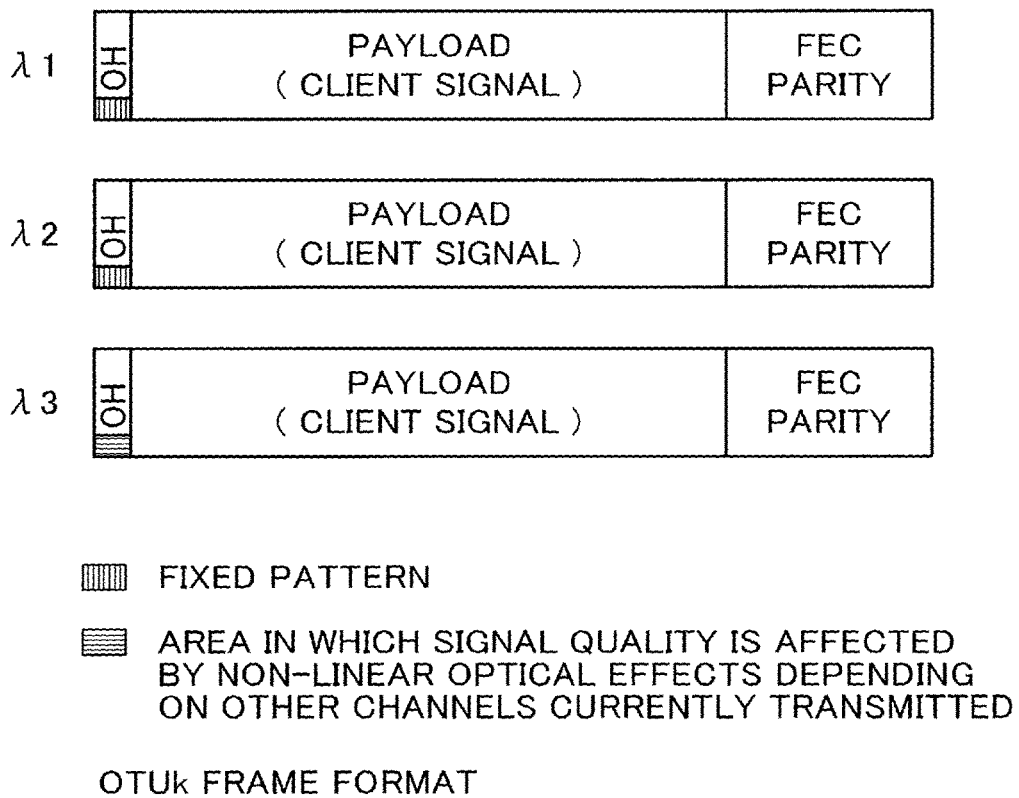 λ1
OH
PAYLOAD
( CLIENT SIGNAL )
FEC
PARITY
λ2
OH
PAYLOAD
( CLIENT SIGNAL )
FEC
PARITY
λ3
OH
PAYLOAD
( CLIENT SIGNAL )
FEC
PARITY
FIXED PATTERN
AREA IN WHICH SIGNAL QUALITY IS AFFECTED
BY NON-LINEAR OPTICAL EFFECTS DEPENDING
ON OTHER CHANNELS CURRENTLY TRANSMITTED
OTUk FRAME FORMAT